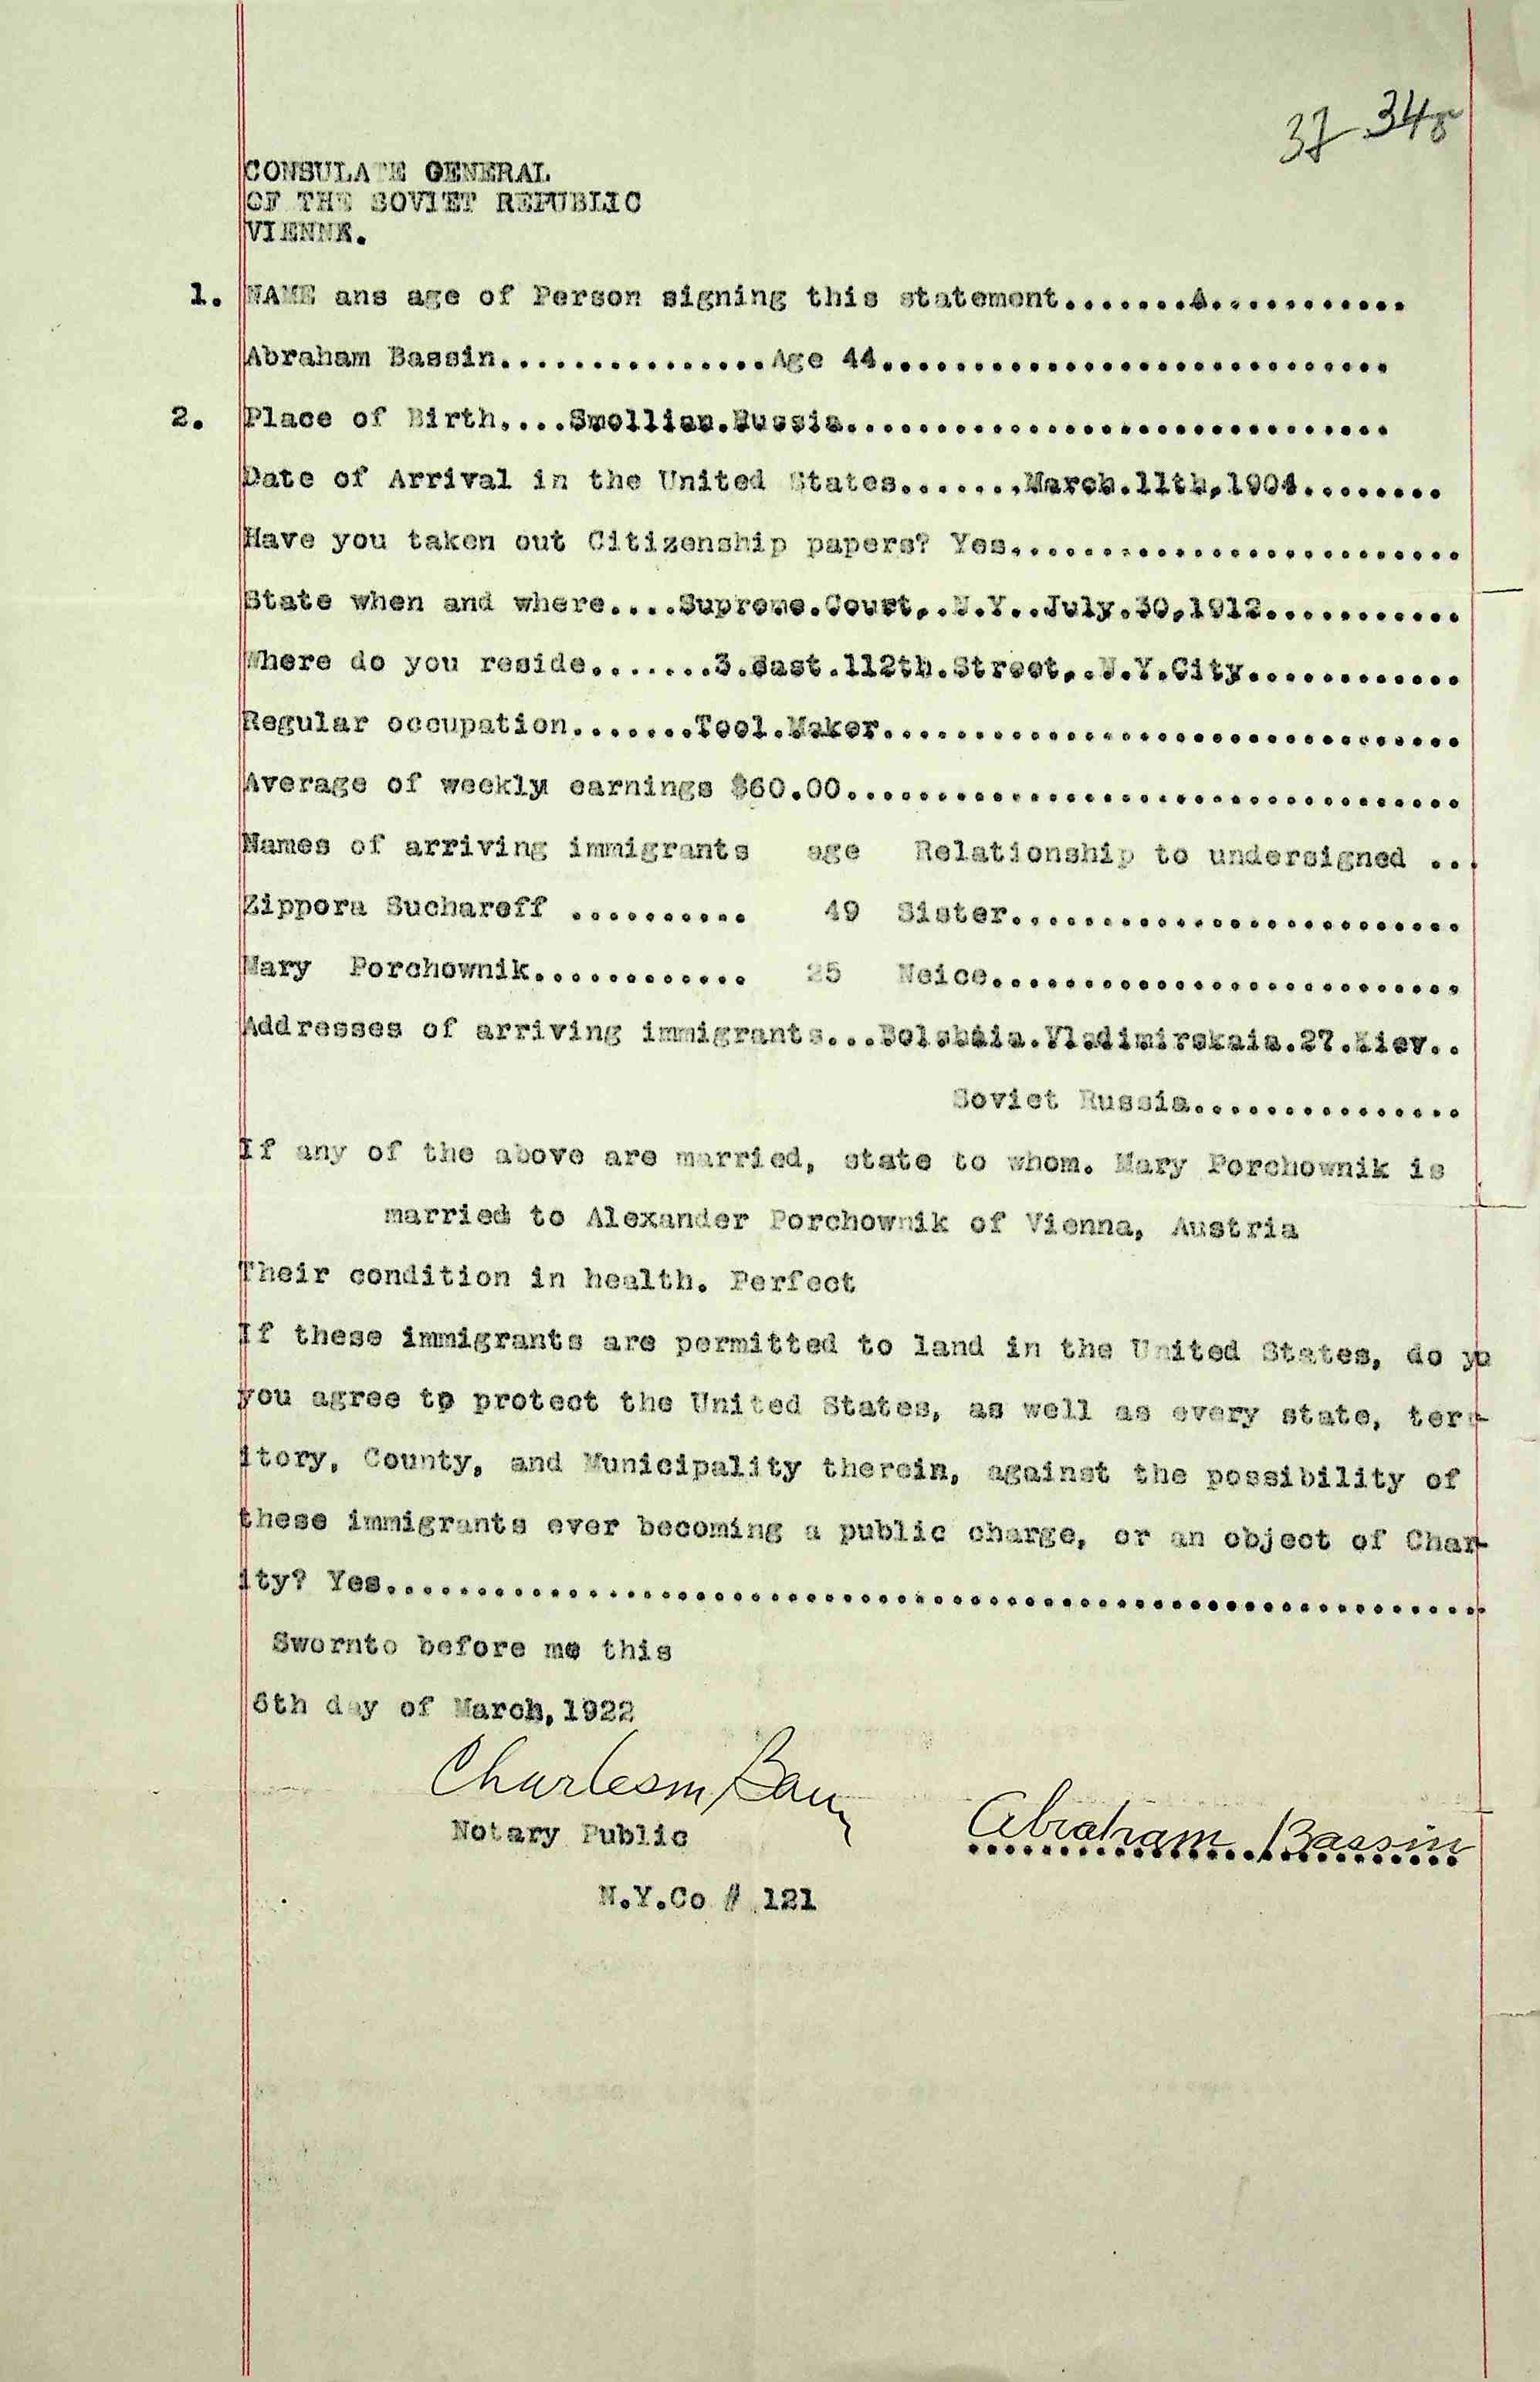 37 34
CONSULATE GENERAL
OF THE SOVIET REPUBLIC
VIENNA.
1. NAME ans age of Person signing this statement....................
Abraham Bassin...............Age 44.............................
2. Place of Birth....Smollian.Russia...............................
Date of Arrival in the United States.......March.11th,1904........
Have you taken out Citizenship papers? Yes.........................
State when and where....Supreme.Court,.N.Y..July.30,1912...........
Where do you reside.......3.East.112th.Street,.N.Y.City............
Regular occupation.......Tool.Maker................................
Average of weekly earnings $60.00..................................
Names of arriving immigrants age Relationship to undersigned ...
Zippora Suchareff .......... 49 Sister.........................
Mary Porchownik............ 25 Neice..........................
Addresses of arriving immigrants...Bolshaia.Vladimirskaia.27.Kiev..
Soviet Russia...............
If any of the above are married, state to whom. Mary Porchownik is
married to Alexander Porchownik of Vienna, Austria
Their condition in health. Perfect
If these immigrants are permitted to land in the United States, do yo
you agree to protect the United States, as well as every state, terr-
itory, County, and Municipality therein, against the possibility of
these immigrants ever becoming a public charge, or an object of Char-
ity? Yes.............................................................
Swornto before me this
6th day of March,1922
Notary Public
Abraham Bassin
N.Y.Co # 121